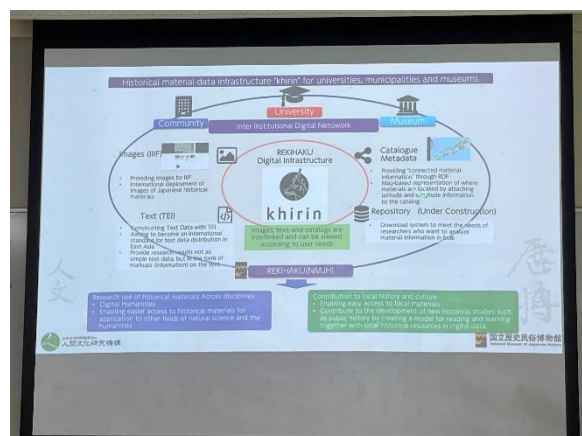 Historical material data infrastructure "khirin" for universities, municipalities and museums
University
Community
Museum
Inter Institutional Digital Netowork
Images (IIIF)
Providing images by IIIF
International deployment of
images of Japanese historical
materials
REKIHAKU
Digital Infrastructure
khirin
Images, text, and catalogs are
interlinked and can be viewed
according to user needs
Catalogue
Metadata
Providing "connected material
information" through RDF
Map-based representation of where
materials are located by attaching
latitude and longitude information
to the catalog.
Text (TEI)
Constructing Text Data with TEI
Aiming to become an international
standard for text data distribution in
East Asia
Provide research results not as
simple text data, but in the form of
markups (information) on the text.
Repository (Under Construction)
Download system to meet the needs of
researchers who want to analyze
material information in bulk
REKIHAKU(NMJH)
人文
歴博
Research use of historical materials Across disciplines
Digital Humanities
Enabling easier access to historical materials for
application to other fields of natural science and the
Humanities
Contribution to local history and culture
Enabling easy access to local materials
Contribute to the development of new historical studies such
as public history by creating a model for reading and learning
together with local historical resources in digital data.
人間文化研究機構
国立歴史民俗博物館
National Museum of Japanese History